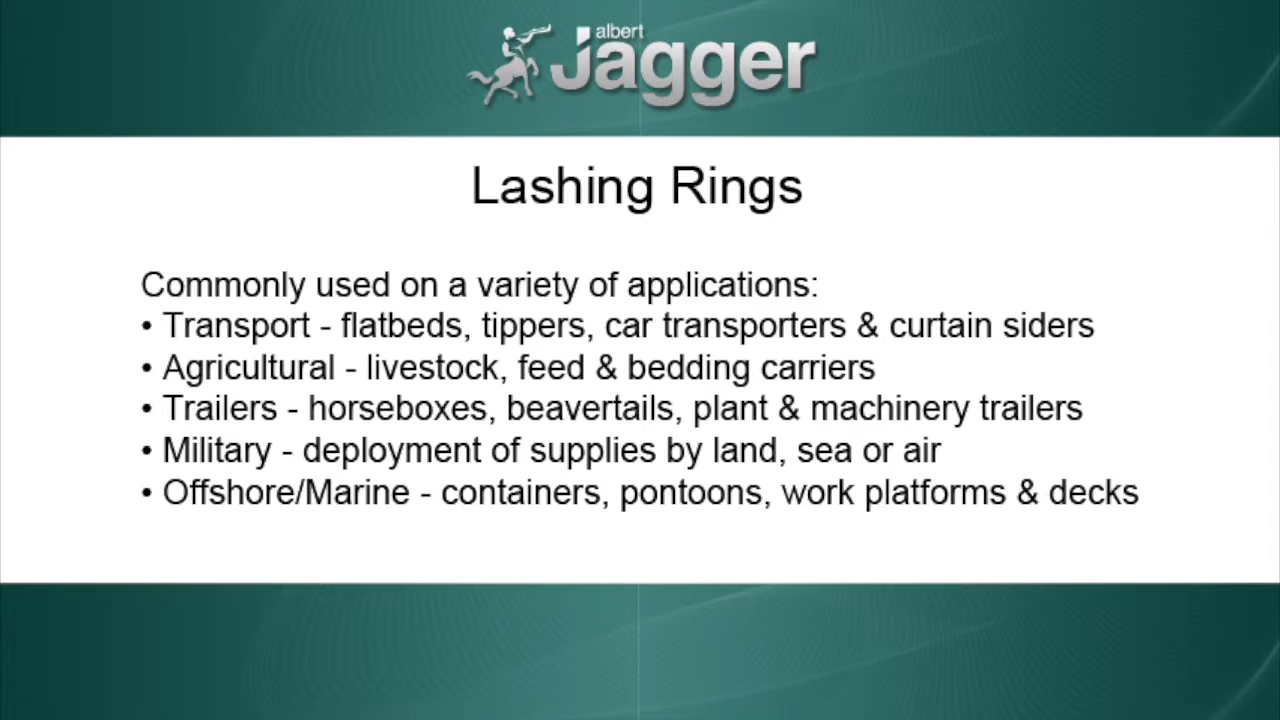 albert
Jagger
Lashing Rings
Commonly used on a variety of applications:
• Transport - flatbeds, tippers, car transporters & curtain siders
• Agricultural - livestock, feed & bedding carriers
• Trailers - horseboxes, beavertails, plant & machinery trailers
• Military - deployment of supplies by land, sea or air
• Offshore/Marine - containers, pontoons, work platforms & decks